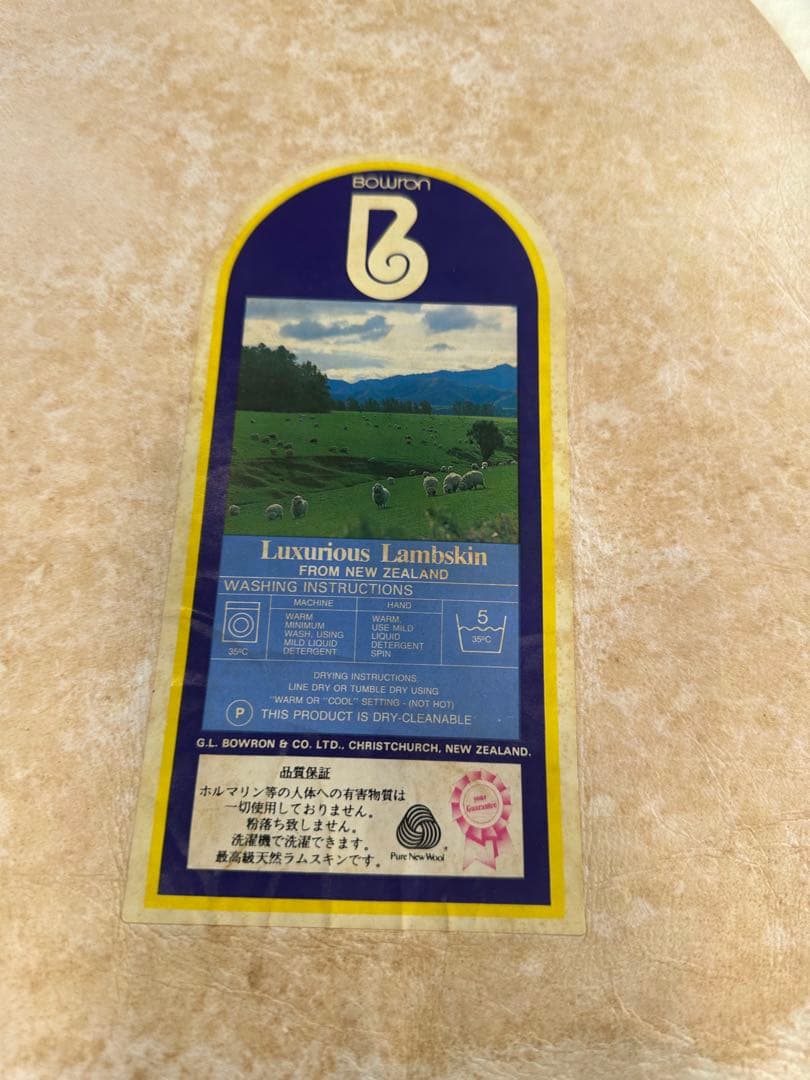 Bowron
B
Luxurious Lambskin
FROM NEW ZEALAND
WASHING INSTRUCTIONS
MACHINE
WARM
MINIMUM
WASH, USING
MILD LIQUID
DETERGENT
35ºC
HAND
WARM,
USE MILD
LIQUID
DETERGENT
SPIN
5
35ºC
DRYING INSTRUCTIONS
LINE DRY OR TUMBLE DRY USING
"WARM OR "COOL" SETTING - (NOT HOT)
P THIS PRODUCT IS DRY-CLEANABLE
G.L. BOWRON & CO. LTD., CHRISTCHURCH, NEW ZEALAND.
品質保証
ホルマリン等の人体への有害物質は
一切使用しておりません。
粉落ち致しません。
洗濯機で洗濯できます。
最高級天然ラムスキンです。
Pure New Wool
Guarantee